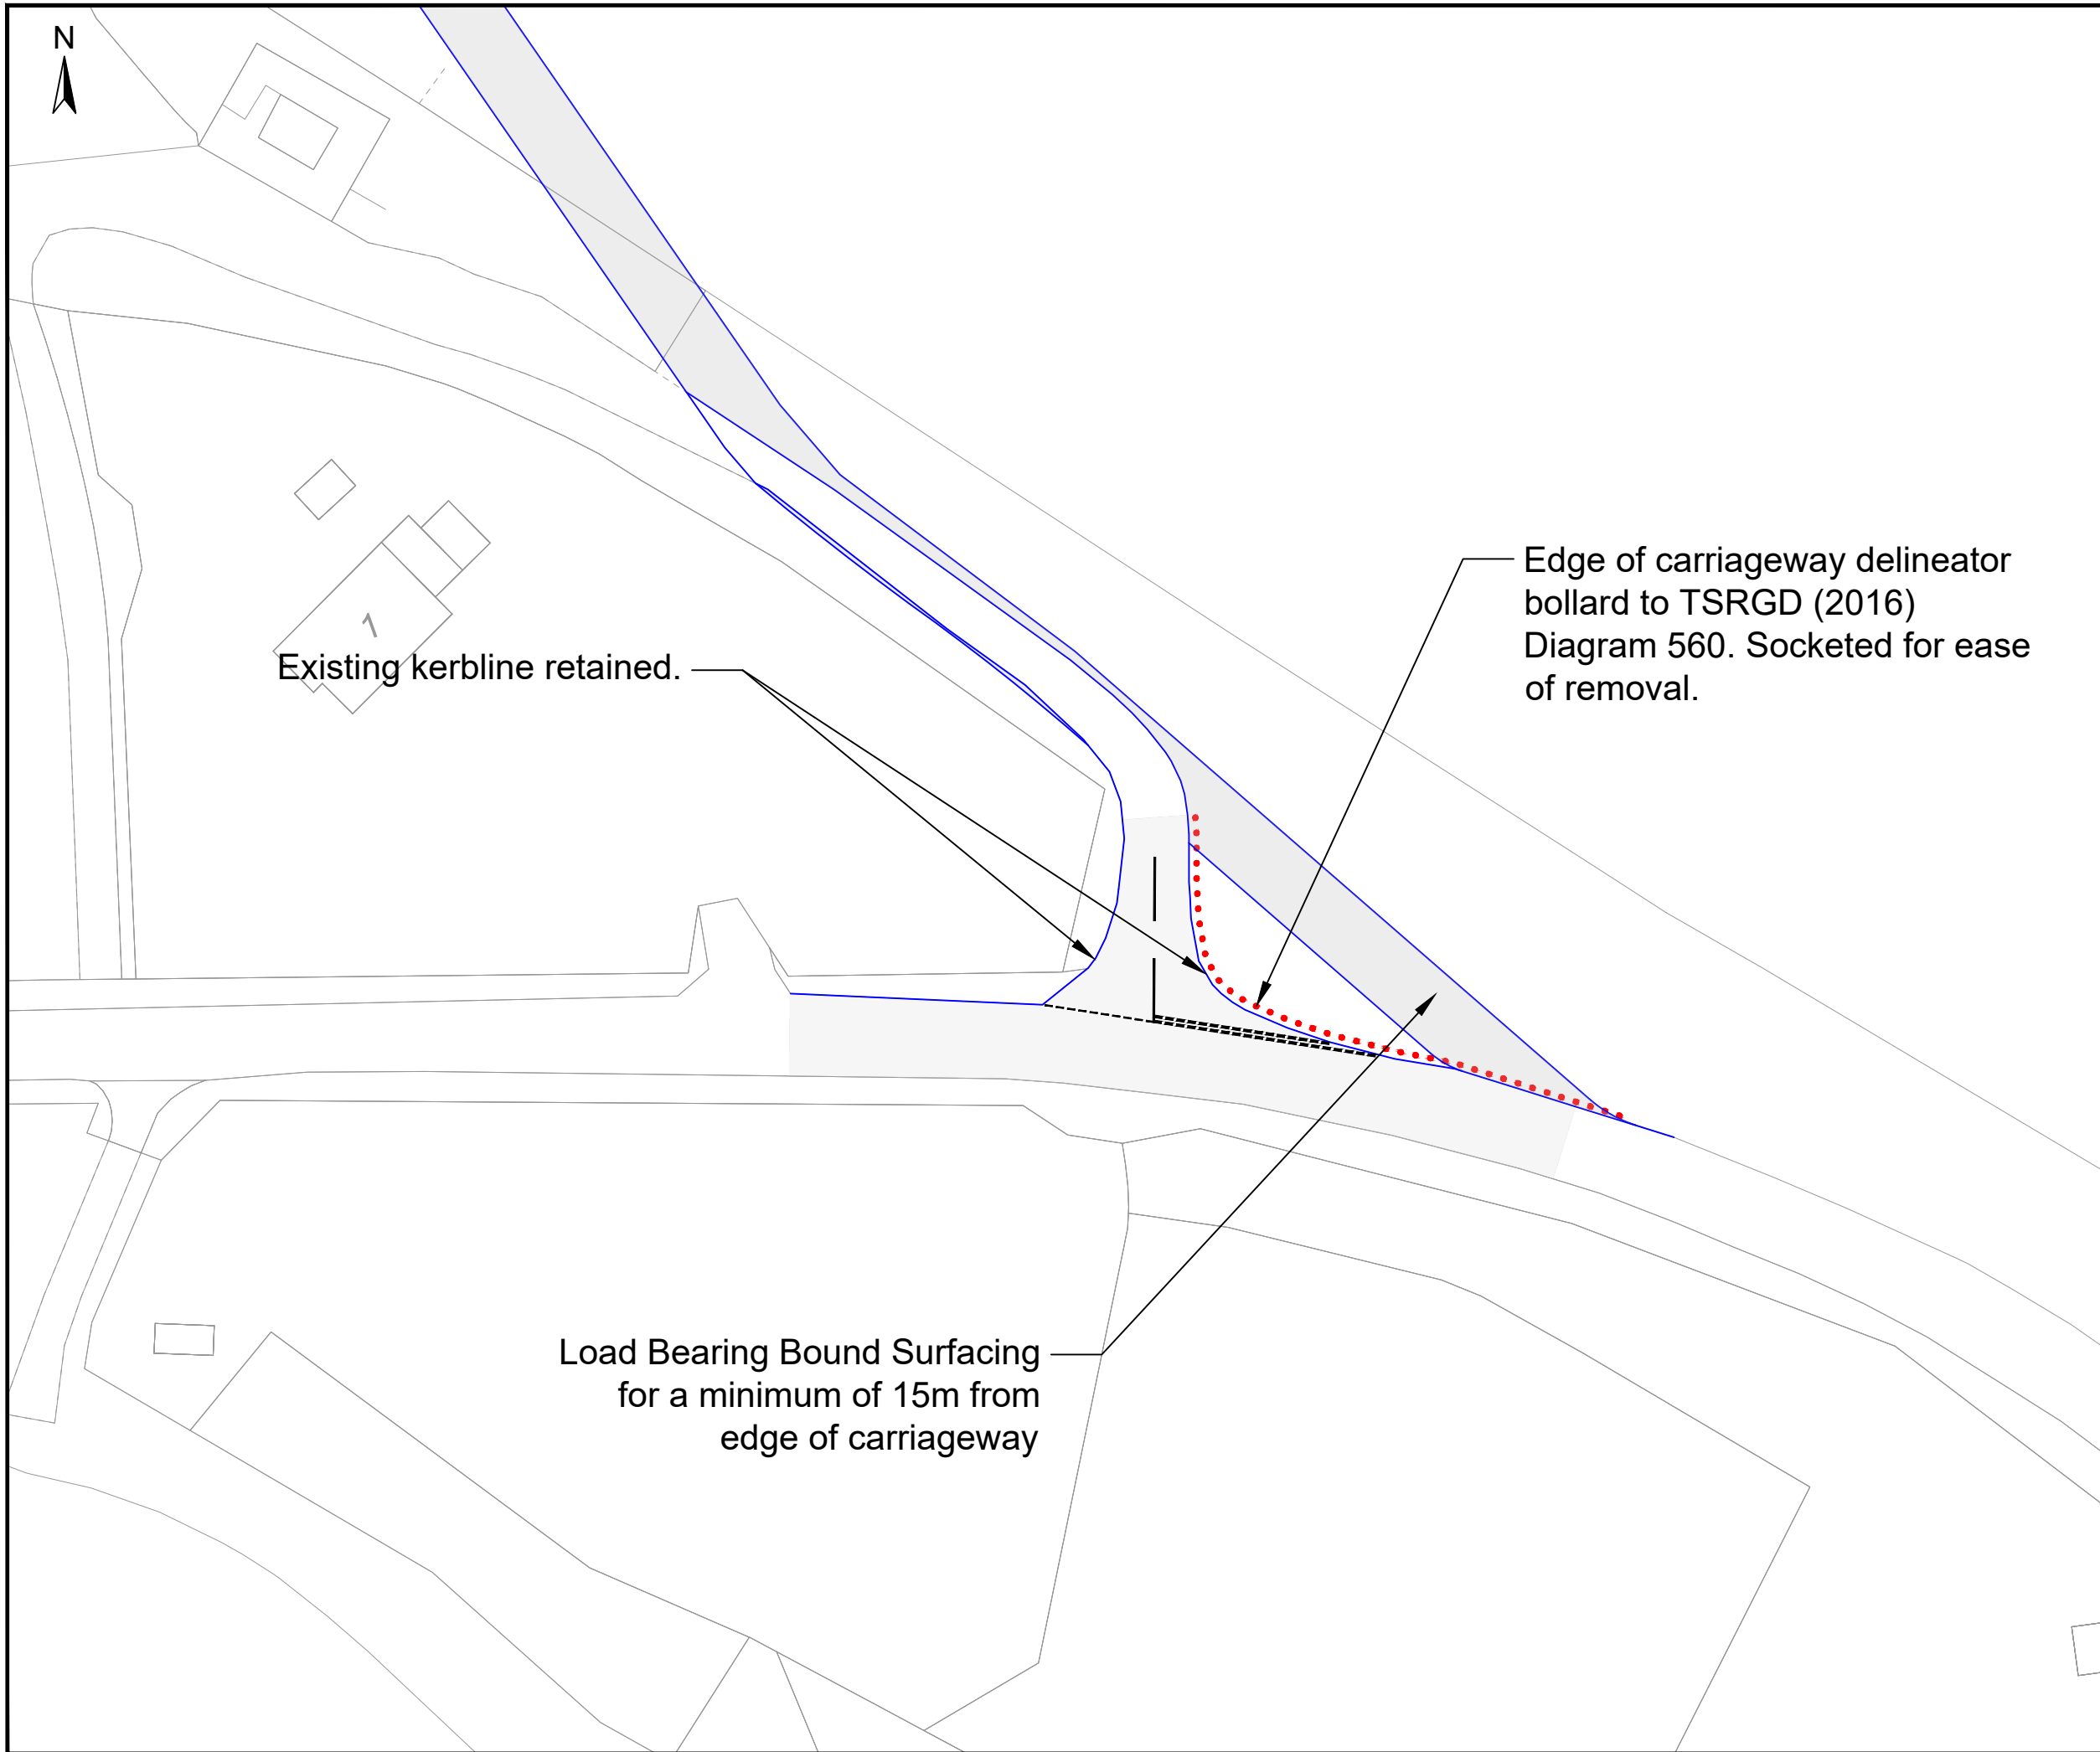 N
Edge of carriageway delineator
bollard to TSRGD (2016)
Diagram 560. Socketed for ease
of removal.
1
Existing kerbline retained.
Load Bearing Bound Surfacing
for a minimum of 15m from
edge of carriageway